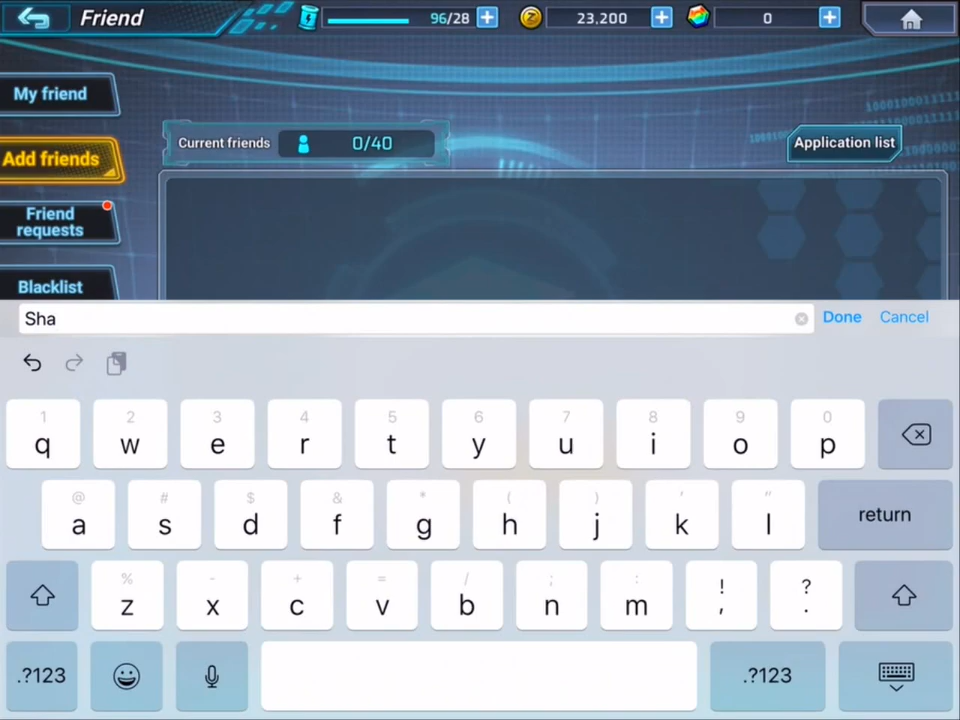 Friend
96/28
23,200
0
My friend
Add friends
Friend requests
Blacklist
Current friends
0/40
Application list
1000100011111
Sha
Done
Cancel
1 2 3 4 5 6 7 8 9 0
q w e r t y u i o p
@ # $ & * ( ) ' "
a s d f g h j k l
return
% - + = / ; : ! ?
z x c v b n m , .
.?123
.?123